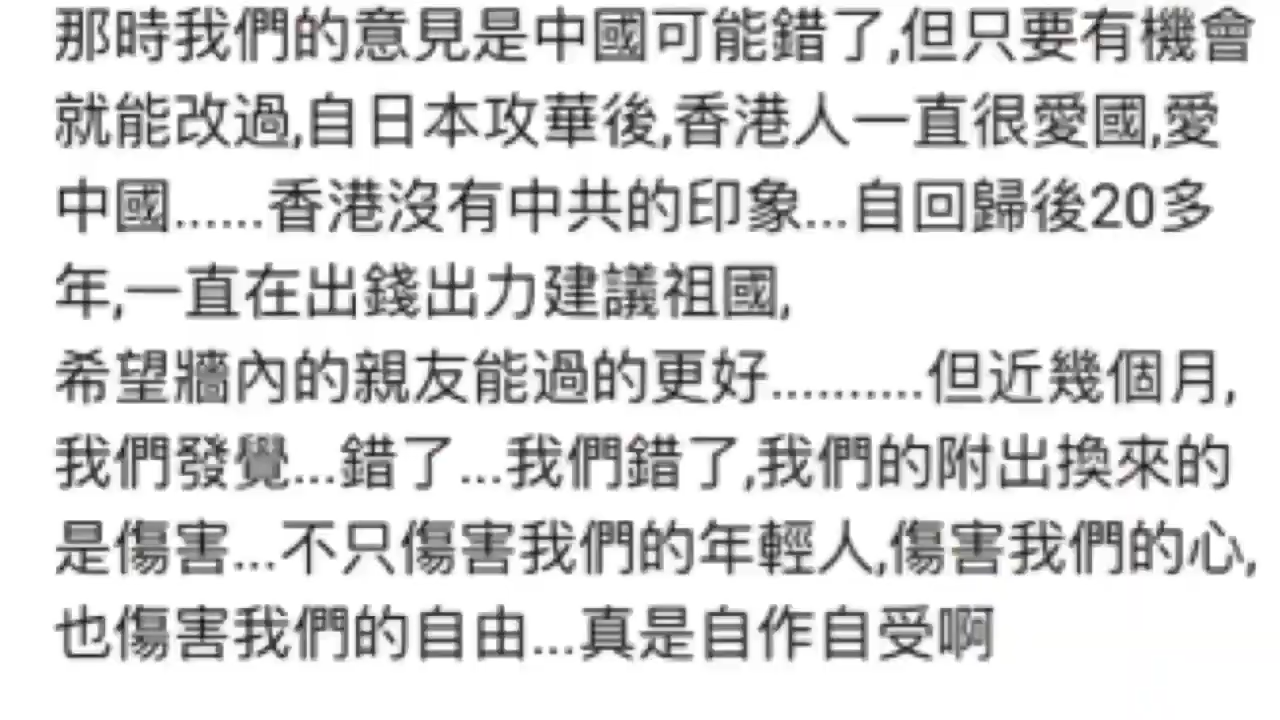 那時我們的意見是中國可能錯了,但只要有機會
就能改過,自日本攻華後,香港人一直很愛國,愛
中國......香港沒有中共的印象...自回歸後20多
年,一直在出錢出力建議祖國,
希望牆內的親友能過的更好..........但近幾個月,
我們發覺...錯了...我們錯了,我們的附出換來的
是傷害...不只傷害我們的年輕人,傷害我們的心,
也傷害我們的自由...真是自作自受啊